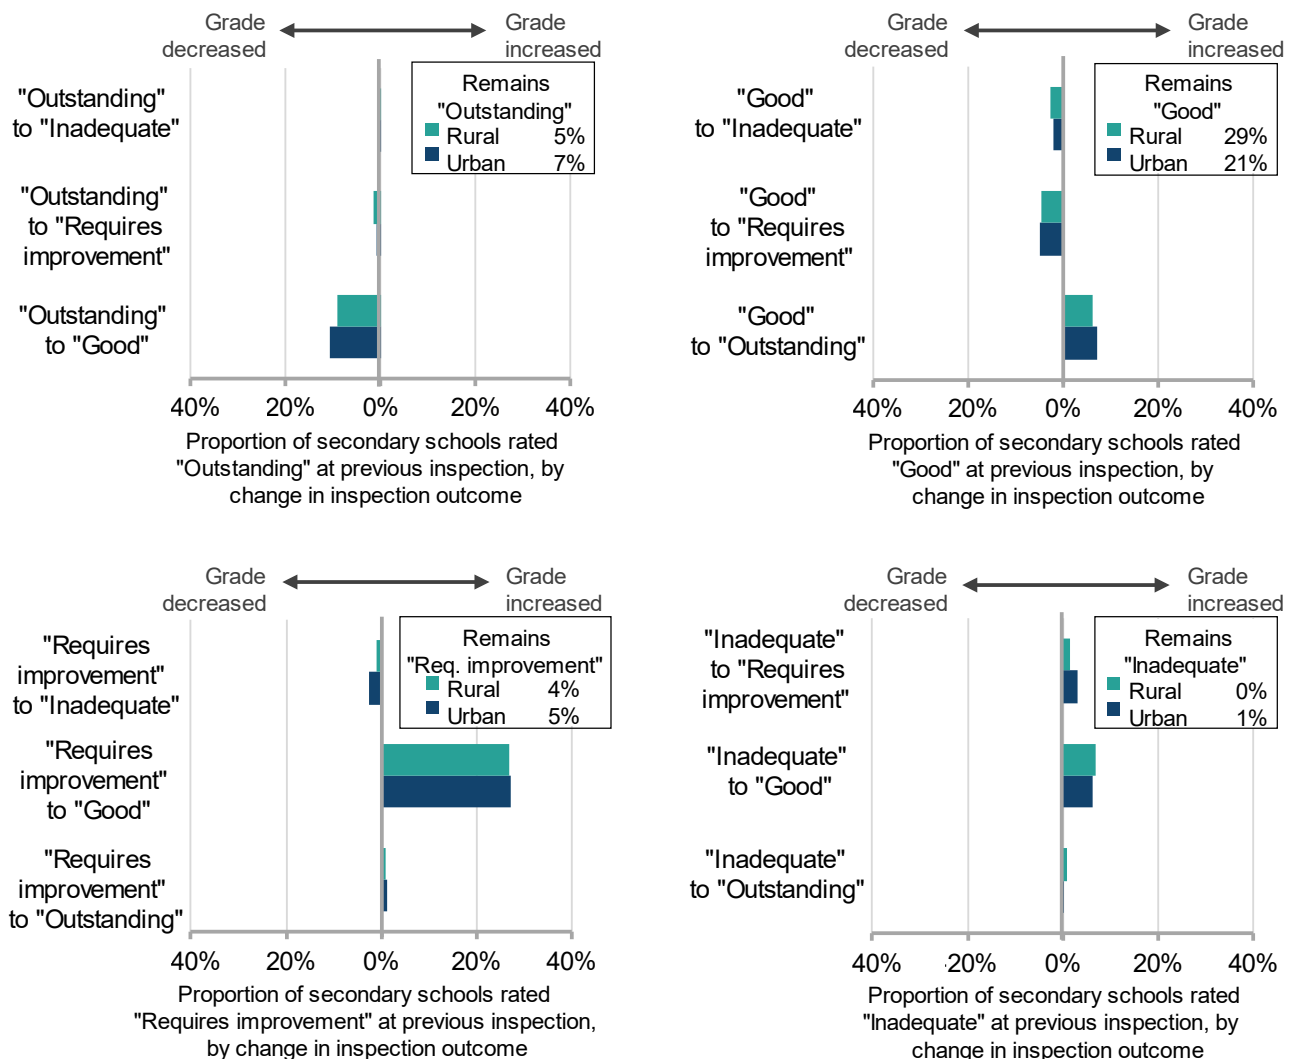 Grade
decreased
Grade
increased
Remains
"Outstanding"
Rural 5%
Urban 7%
"Outstanding"
to "Inadequate"
"Outstanding"
to "Requires
improvement"
"Outstanding"
to "Good"
40% 20% 0% 20% 40%
Proportion of secondary schools rated
"Outstanding" at previous inspection, by
change in inspection outcome
Grade
decreased
Grade
increased
Remains
"Good"
Rural 29%
Urban 21%
"Good"
to "Inadequate"
"Good"
to "Requires
improvement"
"Good"
to "Outstanding"
40% 20% 0% 20% 40%
Proportion of secondary schools rated
"Good" at previous inspection, by
change in inspection outcome
Grade
decreased
Grade
increased
Remains
"Req. improvement"
Rural 4%
Urban 5%
"Requires
improvement"
to "Inadequate"
"Requires
improvement"
to "Good"
"Requires
improvement"
to "Outstanding"
40% 20% 0% 20% 40%
Proportion of secondary schools rated
"Requires improvement" at previous inspection,
by change in inspection outcome
Grade
decreased
Grade
increased
Remains
"Inadequate"
Rural 0%
Urban 1%
"Inadequate"
to "Requires
improvement"
"Inadequate"
to "Good"
"Inadequate"
to "Outstanding"
40% 20% 0% 20% 40%
Proportion of secondary schools rated
"Inadequate" at previous inspection, by
change in inspection outcome